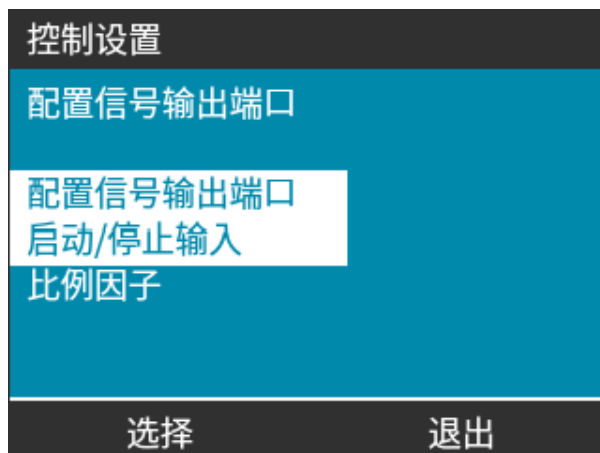 控制设置
配置信号输出端口
配置信号输出端口
启动/停止输入
比例因子
选择
退出